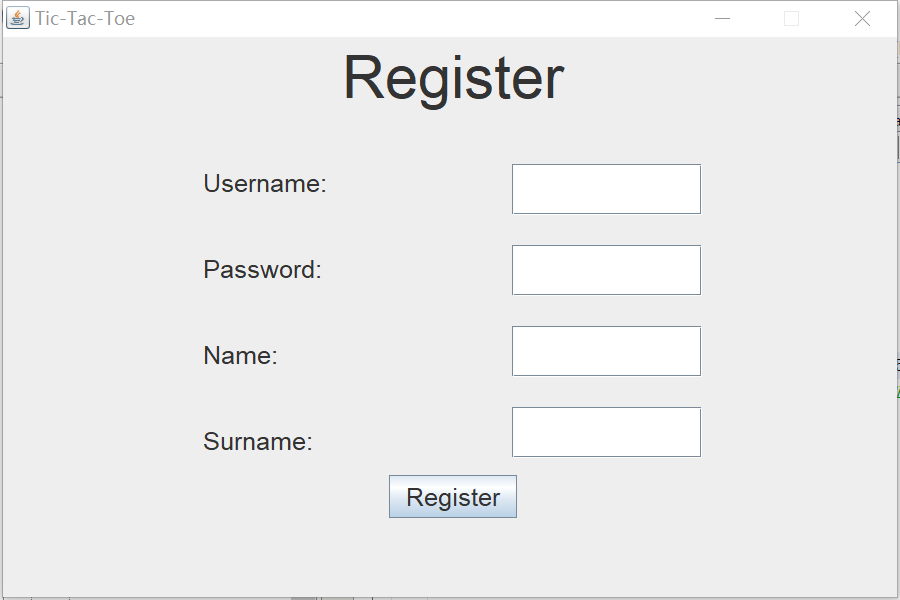 Tic-Tac-Toe
Register
Username:
Password:
Name:
Surname:
Register